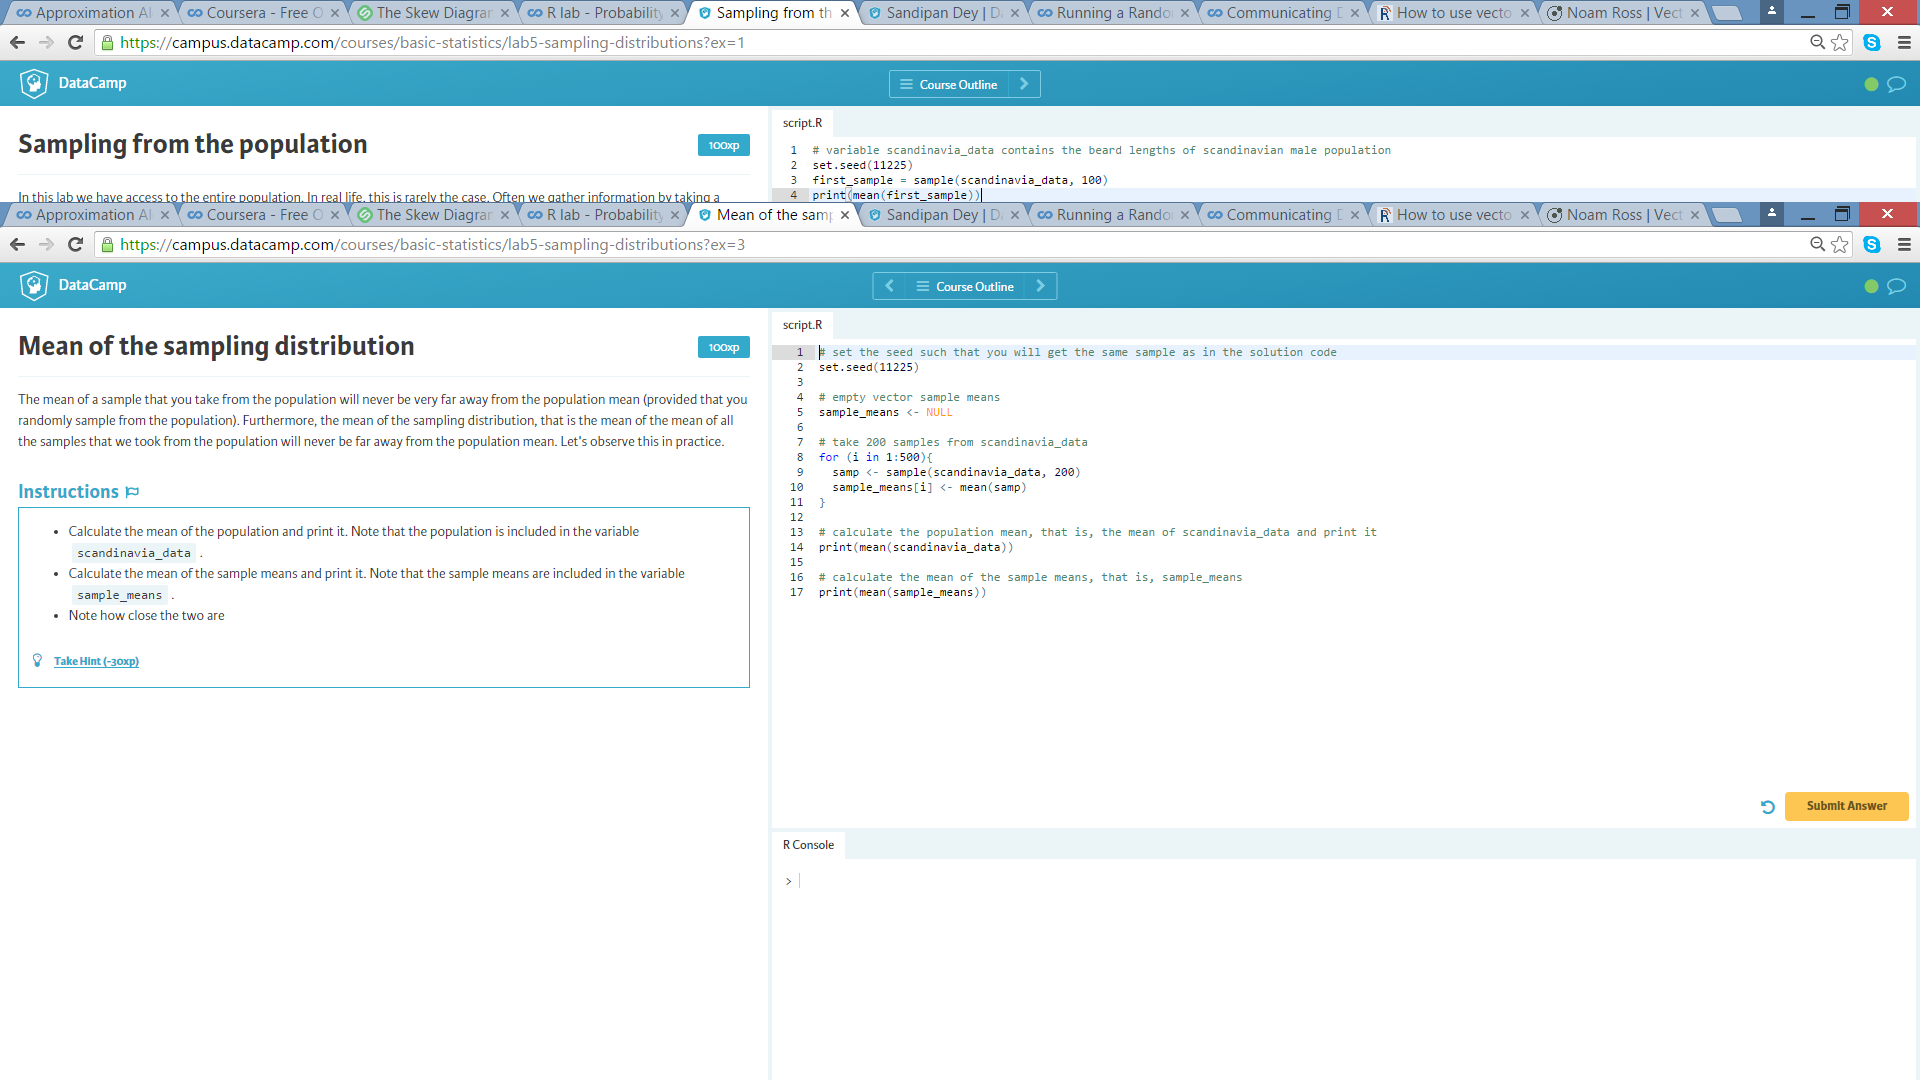 Approximation Al
Coursera - Free O
The Skew Diagrar
R lab - Probability
Sampling from th
Sandipan Dey | D
Running a Rando
Communicating D
How to use vecto
Noam Ross | Vect
https://campus.datacamp.com/courses/basic-statistics/lab5-sampling-distributions?ex=1
DataCamp
Course Outline
Sampling from the population
100xp
In this lab we have access to the entire population. In real life, this is rarely the case. Often we gather information by taking a
script.R
1 # variable scandinavia_data contains the beard lengths of scandinavian male population
2 set.seed(11225)
3 first_sample = sample(scandinavia_data, 100)
4 print(mean(first_sample))
Approximation Al
Coursera - Free O
The Skew Diagrar
R lab - Probability
Mean of the samp
Sandipan Dey | D
Running a Rando
Communicating D
How to use vecto
Noam Ross | Vect
https://campus.datacamp.com/courses/basic-statistics/lab5-sampling-distributions?ex=3
DataCamp
Course Outline
Mean of the sampling distribution
100xp
The mean of a sample that you take from the population will never be very far away from the population mean (provided that you
randomly sample from the population). Furthermore, the mean of the sampling distribution, that is the mean of the mean of all
the samples that we took from the population will never be far away from the population mean. Let's observe this in practice.
Instructions
• Calculate the mean of the population and print it. Note that the population is included in the variable
scandinavia_data .
• Calculate the mean of the sample means and print it. Note that the sample means are included in the variable
sample_means .
• Note how close the two are
Take Hint (-30xp)
script.R
1 # set the seed such that you will get the same sample as in the solution code
2 set.seed(11225)
3
4 # empty vector sample means
5 sample_means <- NULL
6
7 # take 200 samples from scandinavia_data
8 for (i in 1:500){
9 samp <- sample(scandinavia_data, 200)
10 sample_means[i] <- mean(samp)
11 }
12
13 # calculate the population mean, that is, the mean of scandinavia_data and print it
14 print(mean(scandinavia_data))
15
16 # calculate the mean of the sample means, that is, sample_means
17 print(mean(sample_means))
Submit Answer
R Console
>